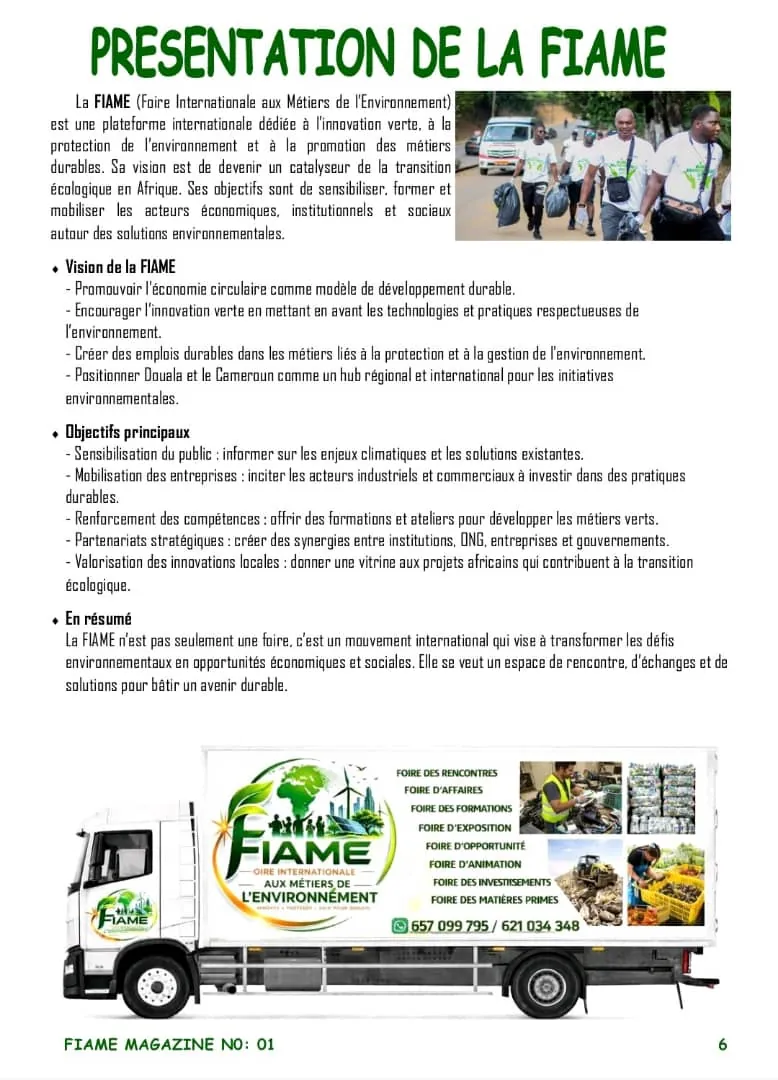 PRESENTATION DE LA FIAME
La FIAME (Foire Internationale aux Métiers de l'Environnement)
est une plateforme internationale dédiée à l'innovation verte, à la
protection de l'environnement et à la promotion des métiers
durables. Sa vision est de devenir un catalyseur de la transition
écologique en Afrique. Ses objectifs sont de sensibiliser, former et
mobiliser les acteurs économiques, institutionnels et sociaux
autour des solutions environnementales.
♦ Vision de la FIAME
- Promouvoir l'économie circulaire comme modèle de développement durable.
- Encourager l'innovation verte en mettant en avant les technologies et pratiques respectueuses de
l'environnement.
- Créer des emplois durables dans les métiers liés à la protection et à la gestion de l'environnement.
- Positionner Douala et le Cameroun comme un hub régional et international pour les initiatives
environnementales.
♦ Objectifs principaux
- Sensibilisation du public : informer sur les enjeux climatiques et les solutions existantes.
- Mobilisation des entreprises : inciter les acteurs industriels et commerciaux à investir dans des pratiques
durables.
- Renforcement des compétences : offrir des formations et ateliers pour développer les métiers verts.
- Partenariats stratégiques : créer des synergies entre institutions, ONG, entreprises et gouvernements.
- Valorisation des innovations locales : donner une vitrine aux projets africains qui contribuent à la transition
écologique.
♦ En résumé
La FIAME n'est pas seulement une foire, c'est un mouvement international qui vise à transformer les défis
environnementaux en opportunités économiques et sociales. Elle se veut un espace de rencontre, d'échanges et de
solutions pour bâtir un avenir durable.
FIAME
OIRE INTERNATIONALE
AUX MÉTIERS DE
L'ENVIRONNÉMENT
FOIRE DES RENCONTRES
FOIRE D'AFFAIRES
FOIRE DES FORMATIONS
FOIRE D'EXPOSITION
FOIRE D'OPPORTUNITÉ
FOIRE D'ANIMATION
FOIRE DES INVESTITSEMENTS
FOIRE DES MATIÈRES PRIMES
657 099 795 / 621 034 348
FIAME
FIAME MAGAZINE NO: 01
6